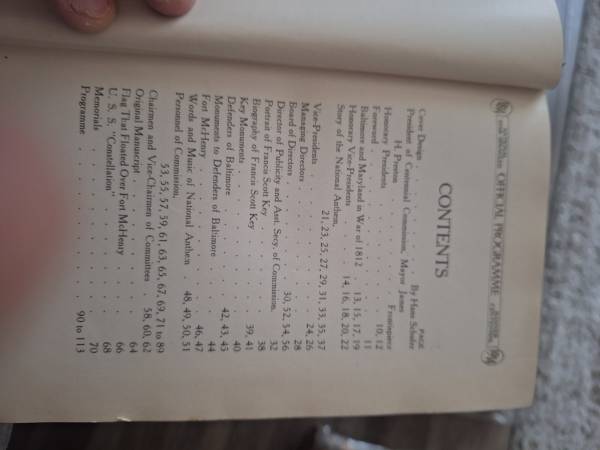 OFFICIAL PROGRAMME
CONTENTS
PAGE
Cover Design . . . By Hans Schuler
President of Centennial Commission, Mayor James
H. Preston . . . Frontispiece
Honorary Presidents . . . 10, 12
Foreword . . . 11
Baltimore and Maryland in War of 1812 . 13, 15, 17, 19
Honorary Vice-Presidents . . 14, 16, 18, 20, 22
Story of the National Anthem,
21, 23, 25, 27, 29, 31, 33, 35, 37
Vice-Presidents . . . 24, 26
Managing Directors . . . 28
Board of Directors . . . 30, 52, 54, 56
Director of Publicity and Asst. Secy. of Commission. 32
Portrait of Francis Scott Key . . . 38
Biography of Francis Scott Key . . . 39, 41
Key Monuments . . . 40
Defenders of Baltimore . . . 42, 43, 45
Monuments to Defenders of Baltimore . . . 44
Fort McHenry . . . 46, 47
Words and Music of National Anthem . 48, 49, 50, 51
Personnel of Commission,
53, 55, 57, 59, 61, 63, 65, 67, 69, 71 to 89
Chairmen and Vice-Chairmen of Committees . 58, 60, 62
Original Manuscript . . . 64
Flag That Floated Over Fort McHenry . . . 66
U. S. S. "Constellation" . . . 68
Memorials . . . 70
Programme . . . 90 to 113